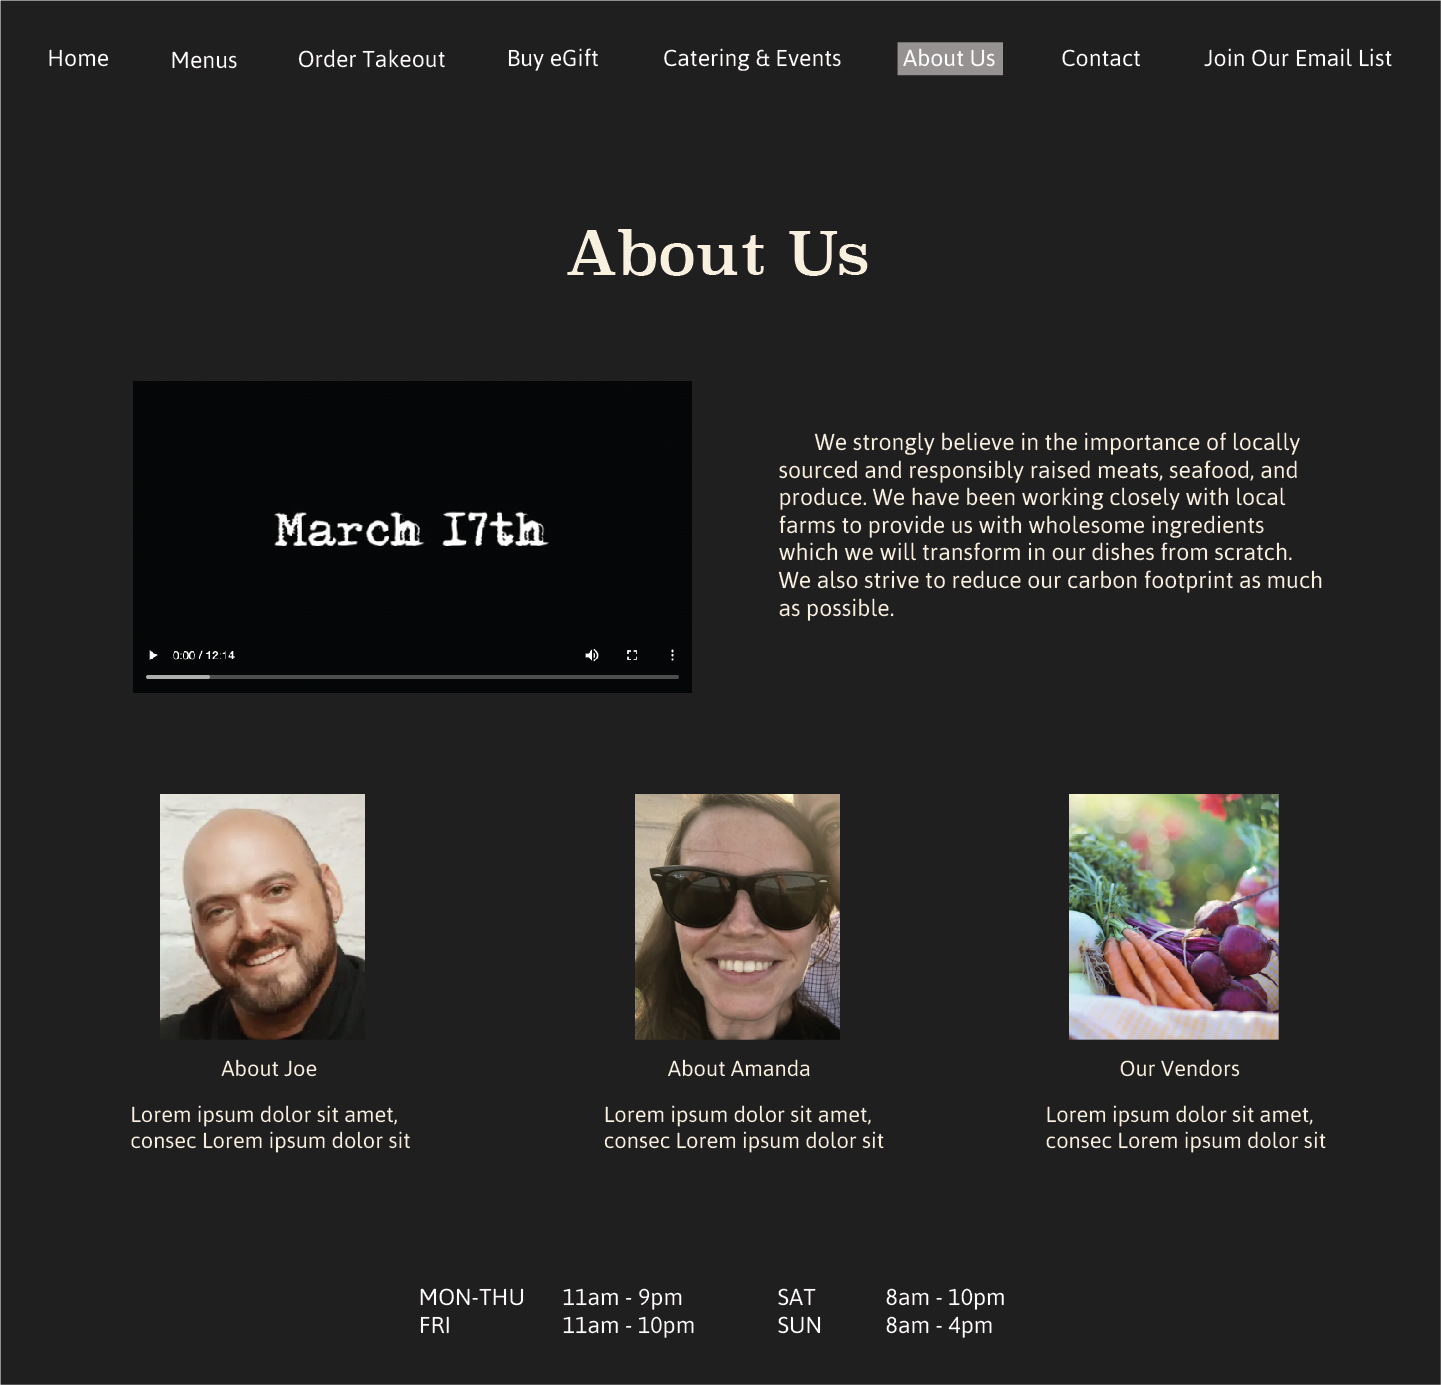 Home Menus Order Takeout Buy eGift Catering & Events About Us Contact Join Our Email List
About Us
March 17th
0:00 / 12:14
We strongly believe in the importance of locally
sourced and responsibly raised meats, seafood, and
produce. We have been working closely with local
farms to provide us with wholesome ingredients
which we will transform in our dishes from scratch.
We also strive to reduce our carbon footprint as much
as possible.
About Joe
Lorem ipsum dolor sit amet,
consec Lorem ipsum dolor sit
About Amanda
Lorem ipsum dolor sit amet,
consec Lorem ipsum dolor sit
Our Vendors
Lorem ipsum dolor sit amet,
consec Lorem ipsum dolor sit
MON-THU 11am - 9pm SAT 8am - 10pm
FRI 11am - 10pm SUN 8am - 4pm